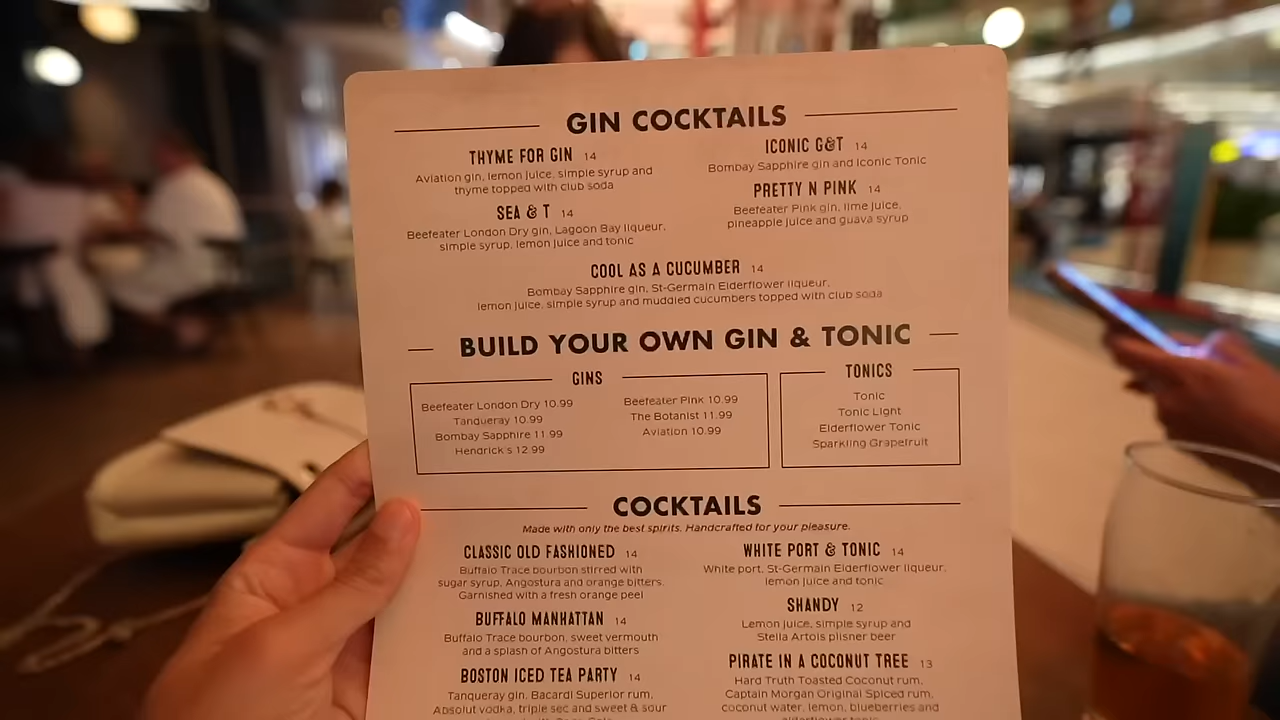 GIN COCKTAILS
THYME FOR GIN 14
Aviation gin, lemon juice, simple syrup and
thyme topped with club soda
SEA & T 14
Beefeater London Dry gin, Lagoon Bay liqueur,
simple syrup, lemon juice and tonic
ICONIC G&T 14
Bombay Sapphire gin and Iconic Tonic
PRETTY N PINK 14
Beefeater Pink gin, lime juice,
pineapple juice and guava syrup
COOL AS A CUCUMBER 14
Bombay Sapphire gin, St-Germain Elderflower liqueur,
lemon juice, simple syrup and muddled cucumbers topped with club soda
BUILD YOUR OWN GIN & TONIC
GINS
Beefeater London Dry 10.99
Tanqueray 10.99
Bombay Sapphire 11.99
Hendrick's 12.99
Beefeater Pink 10.99
The Botanist 11.99
Aviation 10.99
TONICS
Tonic
Tonic Light
Elderflower Tonic
Sparkling Grapefruit
COCKTAILS
Made with only the best spirits. Handcrafted for your pleasure.
CLASSIC OLD FASHIONED 14
Buffalo Trace bourbon stirred with
sugar syrup, Angostura and orange bitters.
Garnished with a fresh orange peel
BUFFALO MANHATTAN 14
Buffalo Trace bourbon, sweet vermouth
and a splash of Angostura bitters
BOSTON ICED TEA PARTY 14
Tanqueray gin, Bacardi Superior rum,
Absolut vodka, triple sec and sweet & sour
WHITE PORT & TONIC 14
White port, St-Germain Elderflower liqueur,
lemon juice and tonic
SHANDY 12
Lemon juice, simple syrup and
Stella Artois pilsner beer
PIRATE IN A COCONUT TREE 13
Hard Truth Toasted Coconut rum,
Captain Morgan Original Spiced rum,
coconut water, lemon, blueberries and
elderflower tonic